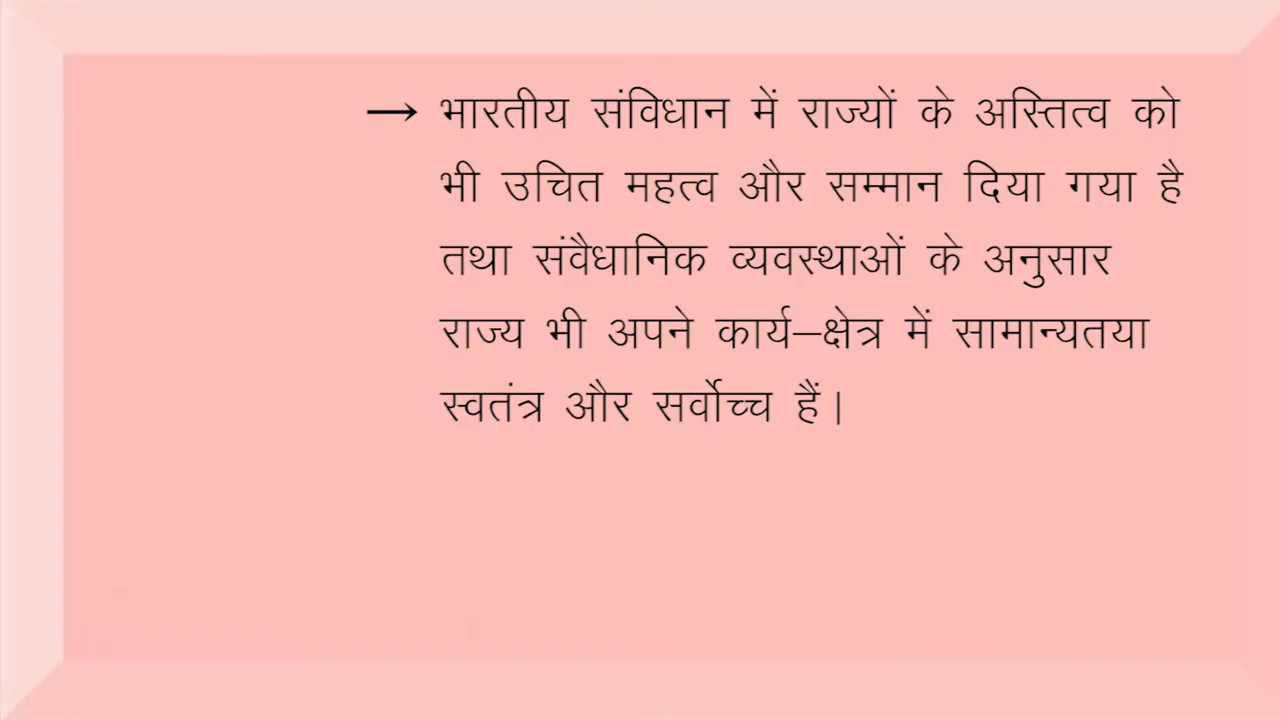 → भारतीय संविधान में राज्यों के अस्तित्व को
भी उचित महत्व और सम्मान दिया गया है
तथा संवैधानिक व्यवस्थाओं के अनुसार
राज्य भी अपने कार्य–क्षेत्र में सामान्यतया
स्वतंत्र और सर्वोच्च हैं।